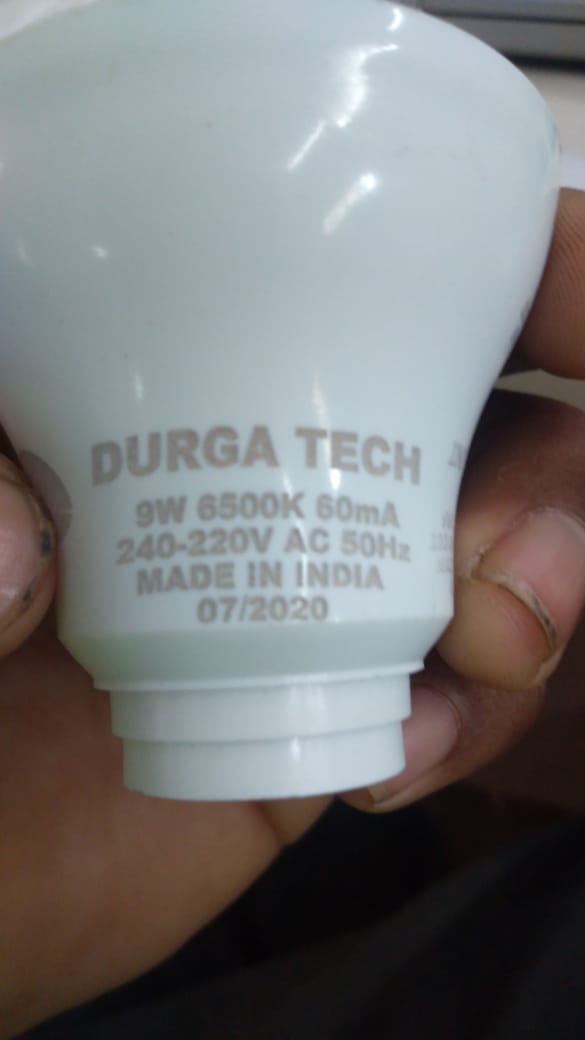 DURGA TECH
9W 6500K 60mA
240-220V AC 50Hz
MADE IN INDIA
07/2020